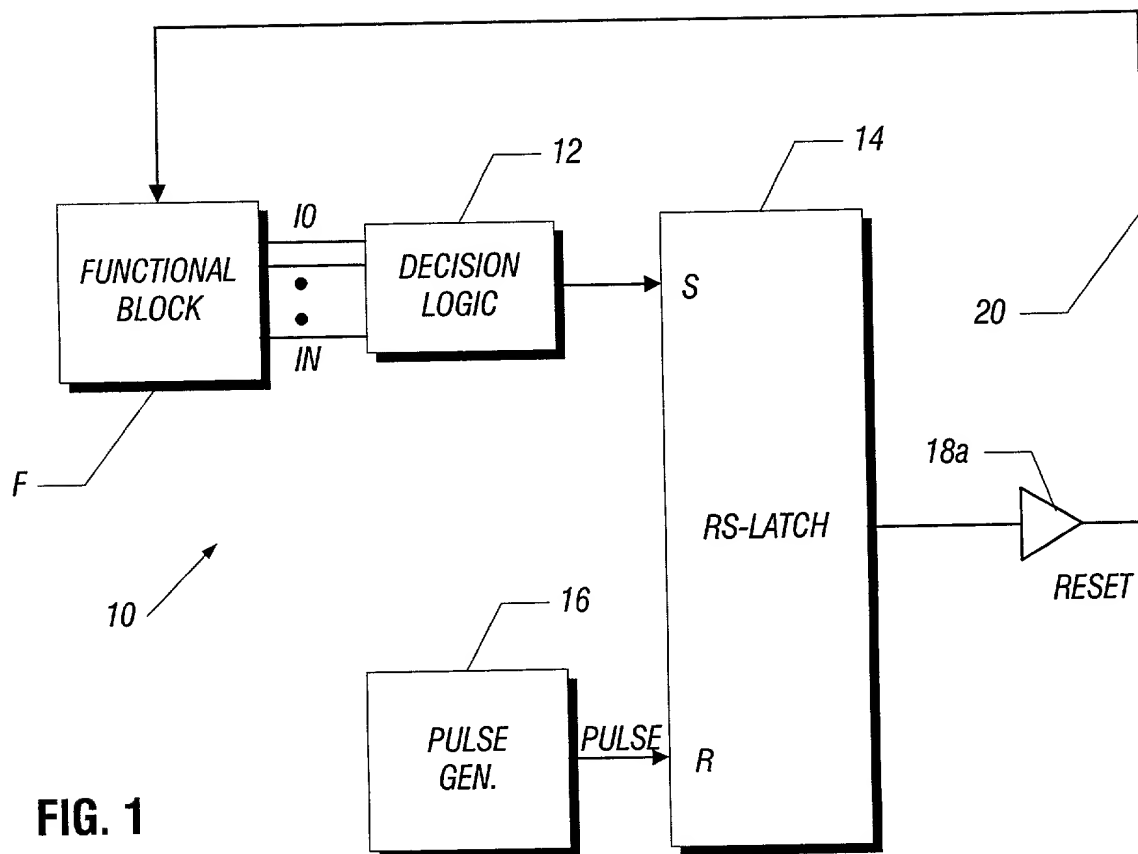 12
14
I0
FUNCTIONAL
BLOCK
DECISION
LOGIC
IN
S
20
F
18a
RS-LATCH
RESET
10
16
PULSE
GEN.
PULSE
R
FIG. 1